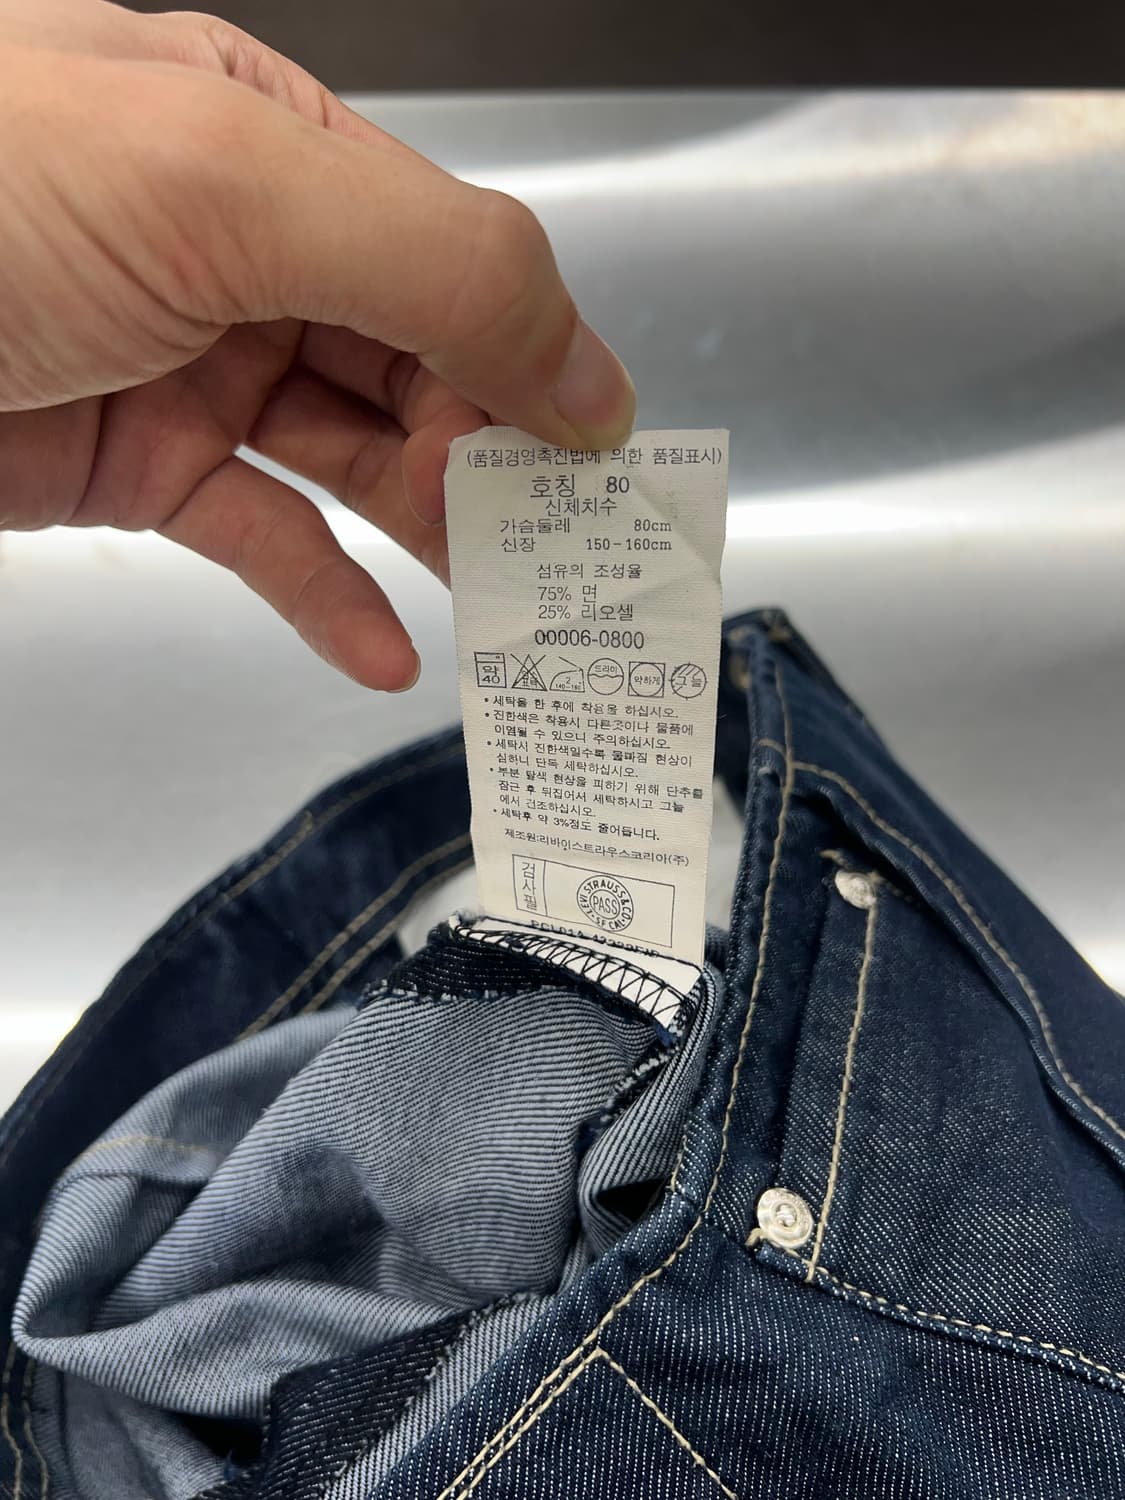 (품질경영촉진법에 의한 품질표시)
호칭 80
신체치수
가슴둘레 80cm
신장 150-160cm
섬유의 조성율
75% 면
25% 리오셀
00006-0800
약 40
2 140-160
드라이
약하게
그늘
• 세탁을 한 후에 착용을 하십시오.
• 진한색은 착용시 다른옷이나 물품에
이염될 수 있으니 주의하십시오.
• 세탁시 진한색일수록 물빠짐 현상이
심하니 단독 세탁하십시오.
• 부분 탈색 현상을 피하기 위해 단추를
잠근 후 뒤집어서 세탁하시고 그늘
에서 건조하십시오.
• 세탁후 약 3%정도 줄어듭니다.
제조원:리바이스트라우스코리아(주)
검사필
EVI STRAUSS & CO.
PASS
SF CAL